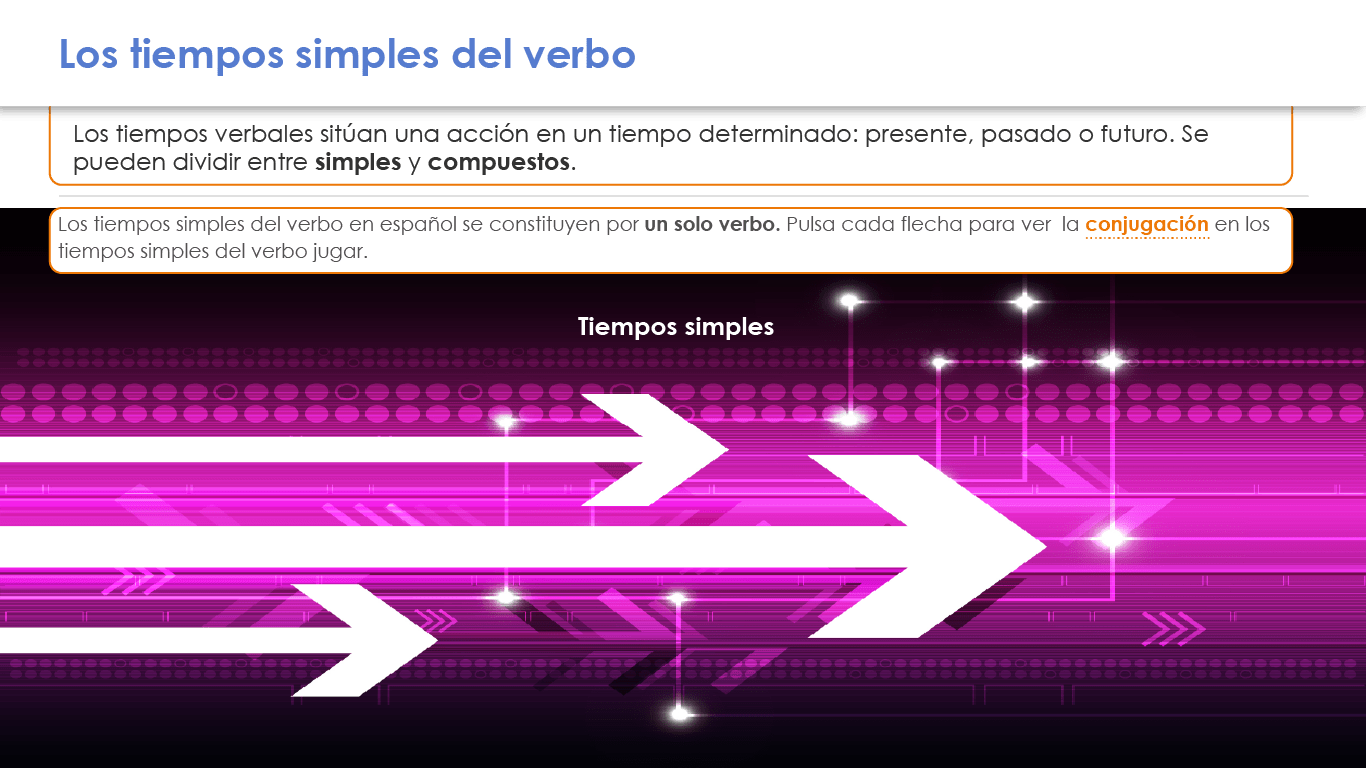 Los tiempos simples del verbo
Los tiempos verbales sitúan una acción en un tiempo determinado: presente, pasado o futuro. Se
pueden dividir entre simples y compuestos.
Los tiempos simples del verbo en español se constituyen por un solo verbo. Pulsa cada flecha para ver la conjugación en los
tiempos simples del verbo jugar.
Tiempos simples